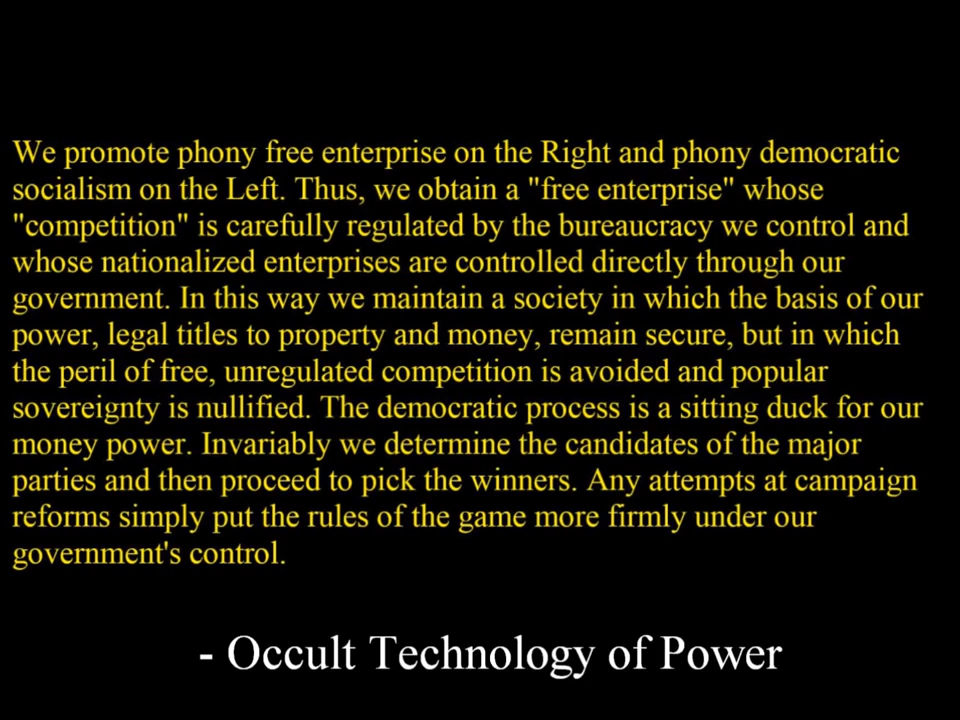 We promote phony free enterprise on the Right and phony democratic
socialism on the Left. Thus, we obtain a "free enterprise" whose
"competition" is carefully regulated by the bureaucracy we control and
whose nationalized enterprises are controlled directly through our
government. In this way we maintain a society in which the basis of our
power, legal titles to property and money, remain secure, but in which
the peril of free, unregulated competition is avoided and popular
sovereignty is nullified. The democratic process is a sitting duck for our
money power. Invariably we determine the candidates of the major
parties and then proceed to pick the winners. Any attempts at campaign
reforms simply put the rules of the game more firmly under our
government's control.
- Occult Technology of Power